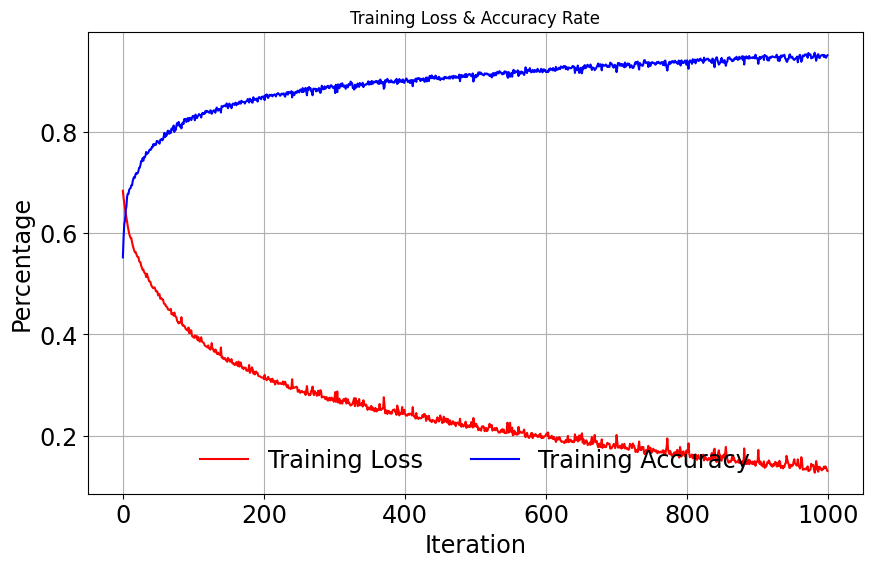 Training Loss & Accuracy Rate
Percentage
0.8
0.6
0.4
0.2
Training Loss Training Accuracy
0 200 400 600 800 1000
Iteration